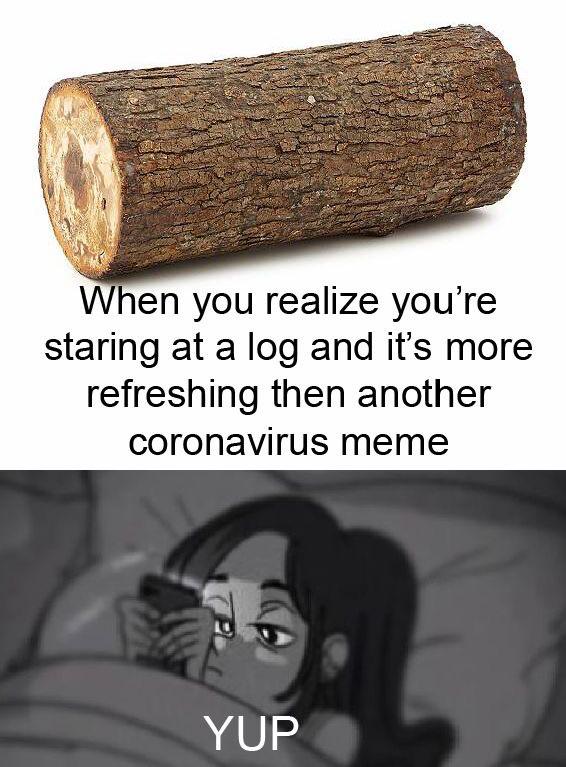 When you realize you're
staring at a log and it's more
refreshing then another
coronavirus meme
YUP